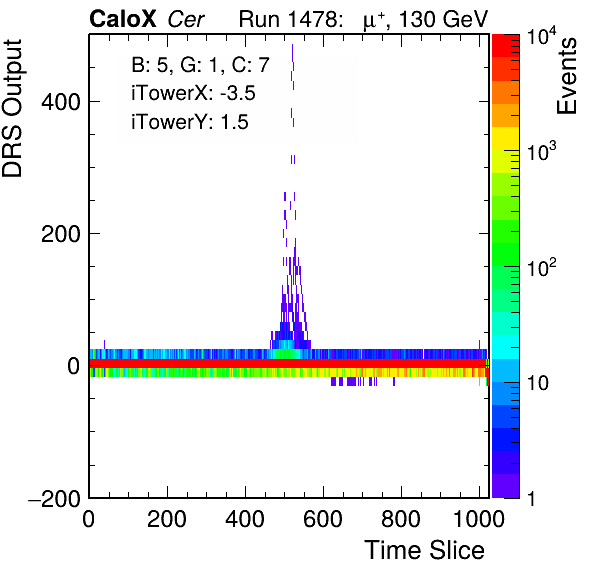 CaloX Cer Run 1478: μ⁺, 130 GeV
B: 5, G: 1, C: 7
iTowerX: -3.5
iTowerY: 1.5
DRS Output
400
200
0
−200
0 200 400 600 800 1000
Time Slice
Events
10⁴
10³
10²
10
1